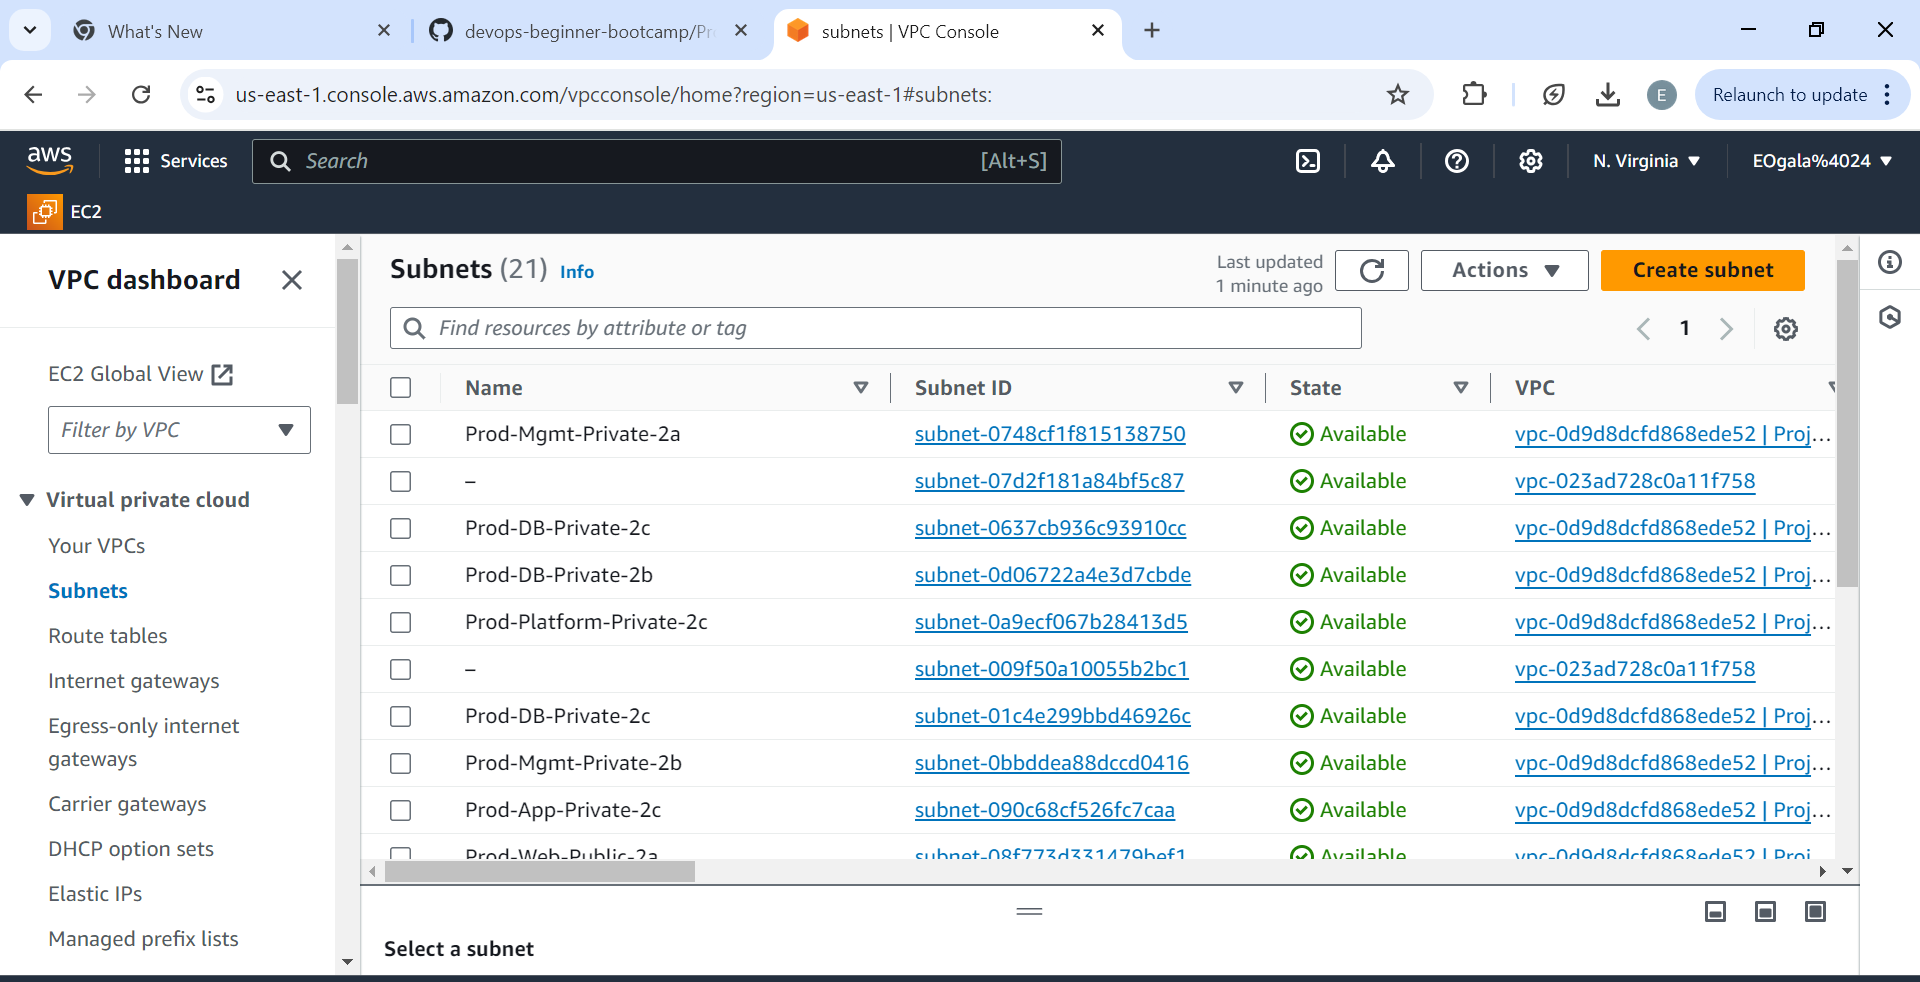 What's New
devops-beginner-bootcamp/Pro
subnets | VPC Console
us-east-1.console.aws.amazon.com/vpcconsole/home?region=us-east-1#subnets:
E
Relaunch to update
aws
Services
Search
[Alt+S]
N. Virginia
EOgala%4024
EC2
VPC dashboard
EC2 Global View
Filter by VPC
Virtual private cloud
Your VPCs
Subnets
Route tables
Internet gateways
Egress-only internet
gateways
Carrier gateways
DHCP option sets
Elastic IPs
Managed prefix lists
Subnets (21) Info
Last updated
1 minute ago
Actions
Create subnet
Find resources by attribute or tag
1
Name Subnet ID State VPC
Prod-Mgmt-Private-2a subnet-0748cf1f815138750 Available vpc-0d9d8dcfd868ede52 | Proj...
– subnet-07d2f181a84bf5c87 Available vpc-023ad728c0a11f758
Prod-DB-Private-2c subnet-0637cb936c93910cc Available vpc-0d9d8dcfd868ede52 | Proj...
Prod-DB-Private-2b subnet-0d06722a4e3d7cbde Available vpc-0d9d8dcfd868ede52 | Proj...
Prod-Platform-Private-2c subnet-0a9ecf067b28413d5 Available vpc-0d9d8dcfd868ede52 | Proj...
– subnet-009f50a10055b2bc1 Available vpc-023ad728c0a11f758
Prod-DB-Private-2c subnet-01c4e299bbd46926c Available vpc-0d9d8dcfd868ede52 | Proj...
Prod-Mgmt-Private-2b subnet-0bbddea88dccd0416 Available vpc-0d9d8dcfd868ede52 | Proj...
Prod-App-Private-2c subnet-090c68cf526fc7caa Available vpc-0d9d8dcfd868ede52 | Proj...
Prod-Web-Public-2a subnet-08f773d331479bef1 Available vpc-0d9d8dcfd868ede52 | Proj...
Select a subnet